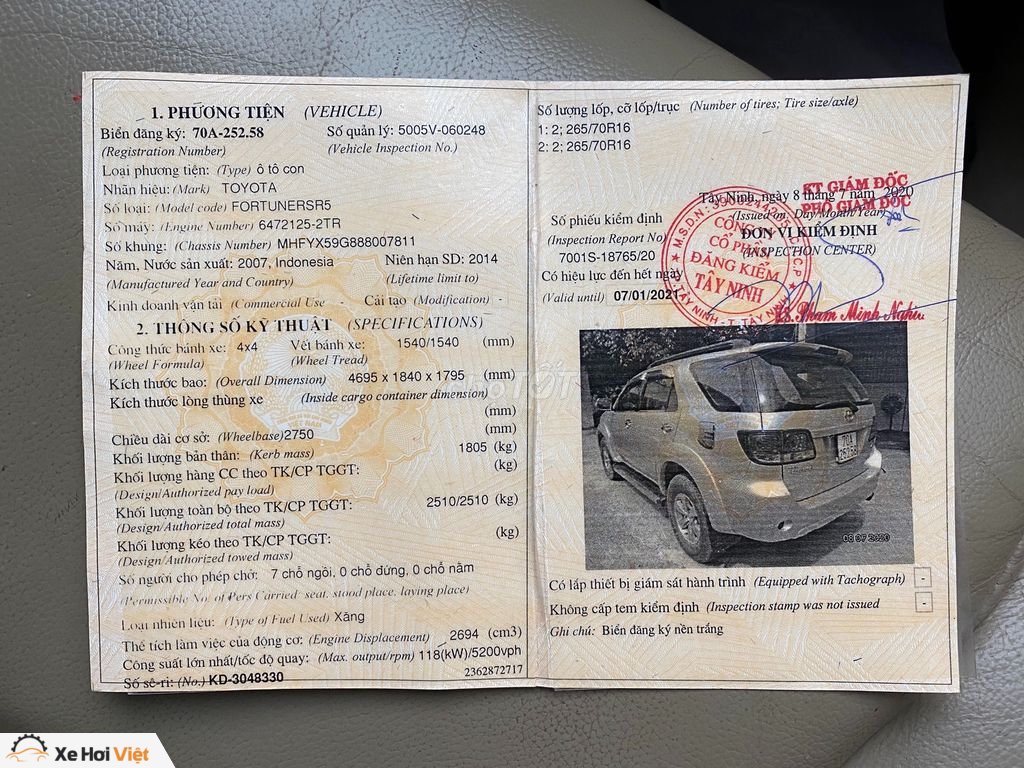 1. PHƯƠNG TIỆN (VEHICLE)
Biển đăng ký: 70A-252.58 Số quản lý: 5005V-060248
(Registration Number) (Vehicle Inspection No.)
Loại phương tiện: (Type) Ô tô con
Nhãn hiệu: (Mark) TOYOTA
Số loại: (Model code) FORTUNERSR5
Số máy: (Engine Number) 6472125-2TR
Số khung: (Chassis Number) MHFYX59G888007811
Năm, Nước sản xuất: 2007, Indonesia Niên hạn SD: 2014
(Manufactured Year and Country) (Lifetime limit to)
Kinh doanh vận tải (Commercial Use - Cải tạo (Modification) -
2. THÔNG SỐ KỸ THUẬT (SPECIFICATIONS)
Công thức bánh xe: 4x4 Vết bánh xe: 1540/1540 (mm)
(Wheel Formula) (Wheel Tread)
Kích thước bao: (Overall Dimension) 4695 x 1840 x 1795 (mm)
Kích thước lòng thùng xe (Inside cargo container dimension)
(mm)
Chiều dài cơ sở: (Wheelbase) 2750 (mm)
Khối lượng bản thân: (Kerb mass) 1805 (kg)
Khối lượng hàng CC theo TK/CP TGGT: (kg)
(Design/Authorized pay load)
Khối lượng toàn bộ theo TK/CP TGGT: 2510/2510 (kg)
(Design/Authorized total mass)
Khối lượng kéo theo TK/CP TGGT: (kg)
(Design/Authorized towed mass)
Số người cho phép chở: 7 chỗ ngồi, 0 chỗ đứng, 0 chỗ nằm
(Permissible No. of Pers Carried: seat, stood place, laying place)
Loại nhiên liệu: (Type of Fuel Used) Xăng
Thể tích làm việc của động cơ: (Engine Displacement) 2694 (cm3)
Công suất lớn nhất/tốc độ quay: (Max. output/rpm) 118(kW)/5200vph
Số sê-ri: (No.) KD-3048330 2362872717
Số lượng lốp, cỡ lốp/trục (Number of tires; Tire size/axle)
1: 2; 265/70R16
2: 2; 265/70R16
Tây Ninh, ngày 8 tháng 7 năm 2020
(Issued on: Day/Month/Year)
KT GIÁM ĐỐC
PHÓ GIÁM ĐỐC
Số phiếu kiểm định ĐƠN VỊ KIỂM ĐỊNH
(Inspection Report No) (INSPECTION CENTER)
7001S-18765/20
Có hiệu lực đến hết ngày
(Valid until) 07/01/2021
CÔNG TY
CỔ PHẦN
ĐĂNG KIỂM
TÂY NINH
Phạm Minh
70A
25258
08 07 2020
Có lắp thiết bị giám sát hành trình (Equipped with Tachograph) -
Không cấp tem kiểm định (Inspection stamp was not issued -
Ghi chú: Biển đăng ký nền trắng
Xe Hơi Việt